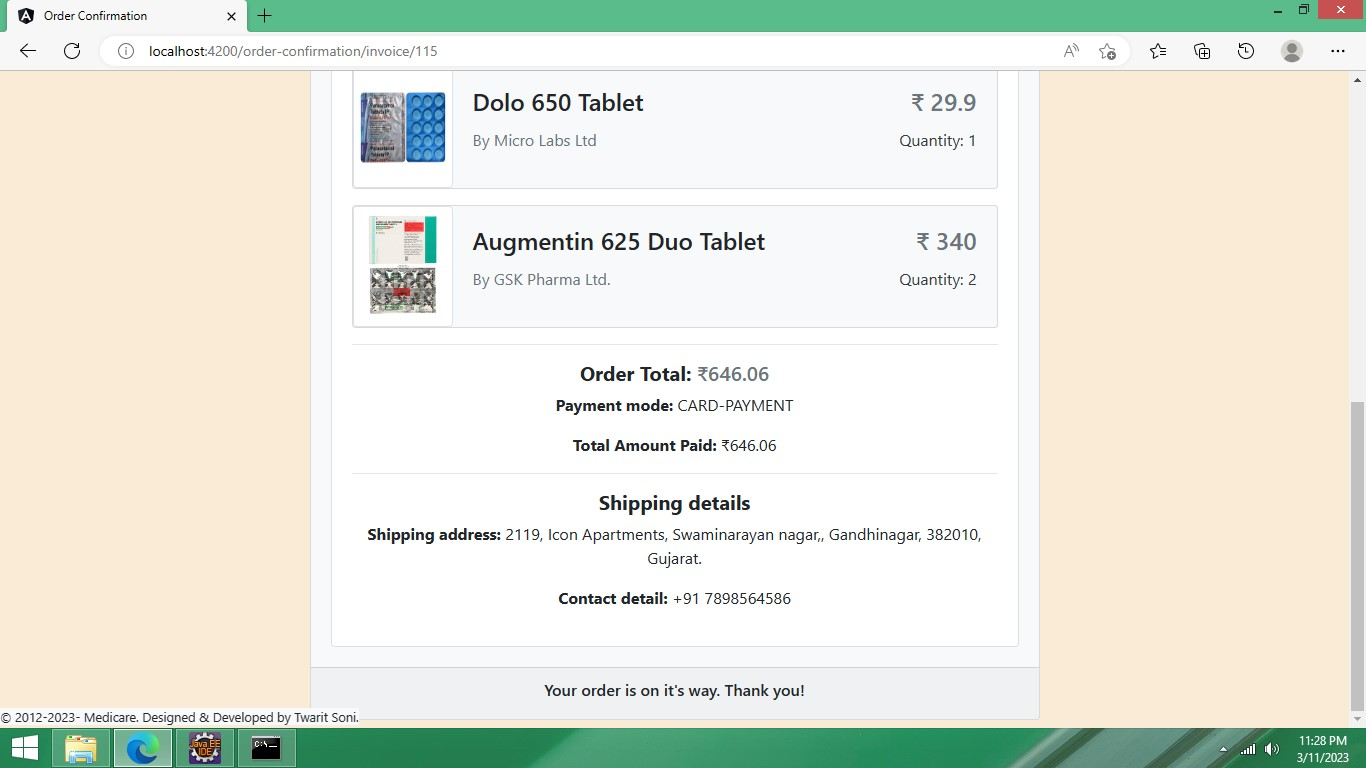 Order Confirmation
localhost:4200/order-confirmation/invoice/115
Dolo 650 Tablet
₹ 29.9
By Micro Labs Ltd
Quantity: 1
Augmentin 625 Duo Tablet
₹ 340
By GSK Pharma Ltd.
Quantity: 2
Order Total: ₹646.06
Payment mode: CARD-PAYMENT
Total Amount Paid: ₹646.06
Shipping details
Shipping address: 2119, Icon Apartments, Swaminarayan nagar,, Gandhinagar, 382010,
Gujarat.
Contact detail: +91 7898564586
Your order is on it's way. Thank you!
© 2012-2023- Medicare. Designed & Developed by Twarit Soni.
Java EE
IDE
C:\_
11:28 PM
3/11/2023